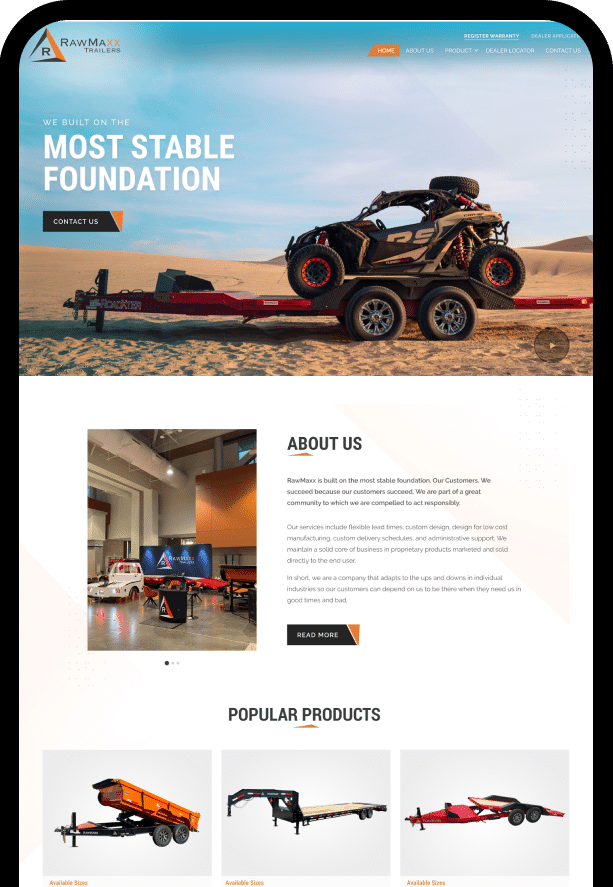 REGISTER WARRANTY
R
RAWMAXX
TRAILERS
HOME
ABOUT US
PRODUCT
DEALER LOCATOR
CONTACT US
WE BUILT ON THE
MOST STABLE
FOUNDATION
CONTACT US
RS
ROADXTER
ABOUT US
RawMaxx is built on the most stable foundation. Our Customers. We
succeed because our customers succeed. We are part of a great
community to which we are compelled to act responsibly.
Our services include flexible lead times, custom design, design for low cost
manufacturing, custom delivery schedules, and administrative support. We
maintain a solid core of business in proprietary products marketed and sold
directly to the end user.
In short, we are a company that adapts to the ups and downs in individual
industries so our customers can depend on us to be there when they need us in
good times and bad.
RAWMAXX
TRAILERS
READ MORE
POPULAR PRODUCTS
Available Sizes
Available Sizes
Available Sizes